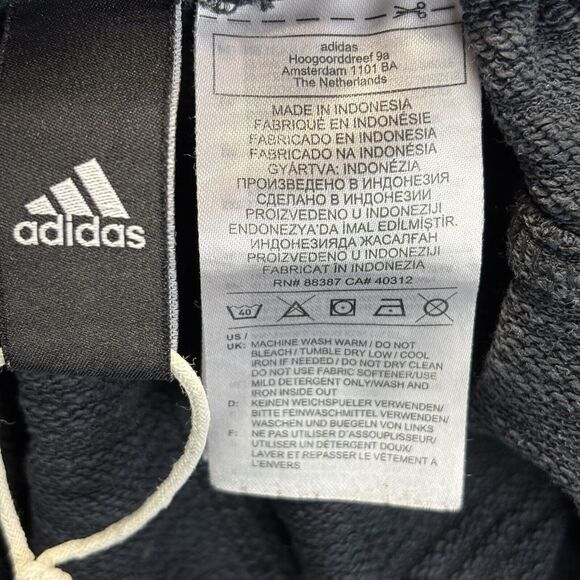 adidas
adidas
Hoogoorddreef 9a
Amsterdam 1101 BA
The Netherlands
MADE IN INDONESIA
FABRIQUÉ EN INDONÉSIE
FABRICADO EN INDONESIA
FABRICADO NA INDONÉSIA
GYÁRTVA: INDONÉZIA
ПРОИЗВЕДЕНО В ИНДОНЕЗИЯ
СДЕЛАНО В ИНДОНЕЗИИ
PROIZVEDENO U INDONEZIJI
ENDONEZYA'DA IMAL EDİLMİŞTİR.
ИНДОНЕЗИЯДА ЖАСАЛҒАН
PROIZVEDENO U INDONEZIJI
FABRICAT ÎN INDONEZIA
RN# 88387 CA# 40312
40
US /
UK: MACHINE WASH WARM / DO NOT
BLEACH / TUMBLE DRY LOW / COOL
IRON IF NEEDED / DO NOT DRY CLEAN
DO NOT USE FABRIC SOFTENER/USE
MILD DETERGENT ONLY/WASH AND
IRON INSIDE OUT
D: KEINEN WEICHSPUELER VERWENDEN/
BITTE FEINWASCHMITTEL VERWENDEN/
WASCHEN UND BUEGELN VON LINKS
F: NE PAS UTILISER D'ASSOUPLISSEUR/
UTILISER UN DÉTERGENT DOUX/
LAVER ET REPASSER LE VÊTEMENT À
L'ENVERS